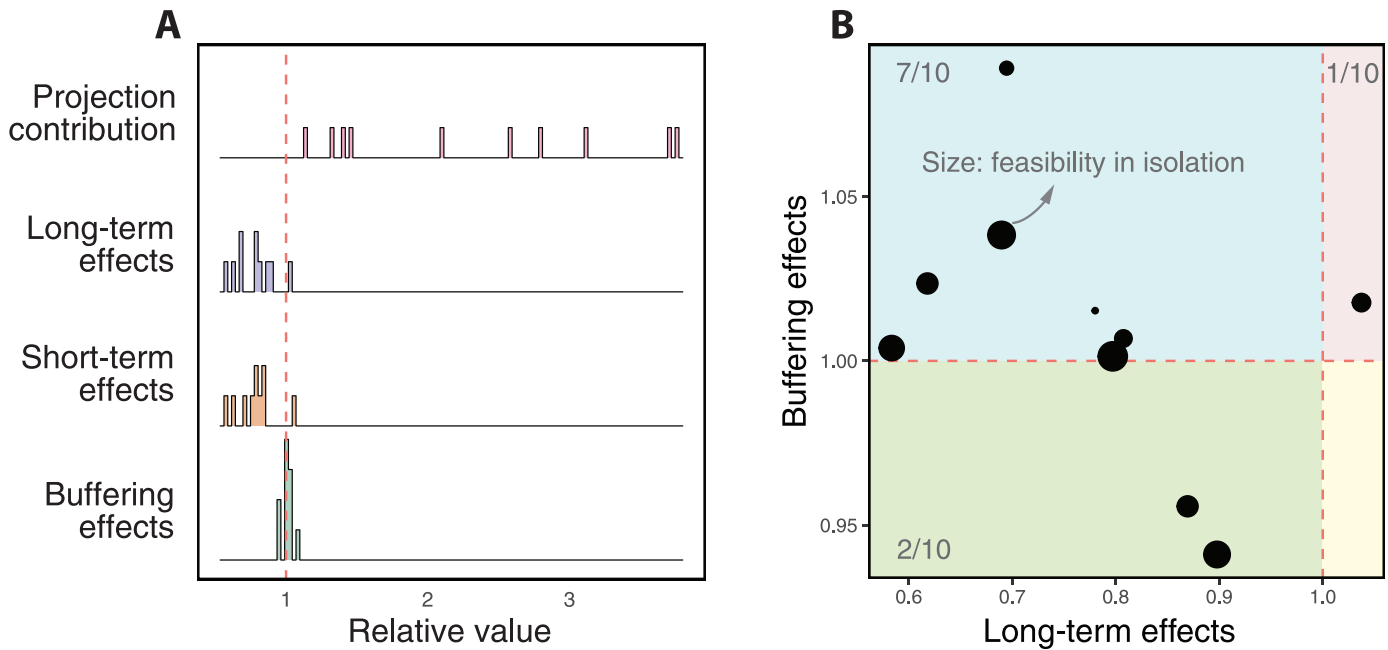 A
Projection
contribution
Long-term
effects
Short-term
effects
Buffering
effects
1
2
3
Relative value
B
7/10
1/10
Size: feasibility in isolation
2/10
Buffering effects
1.05
1.00
0.95
0.6
0.7
0.8
0.9
1.0
Long-term effects